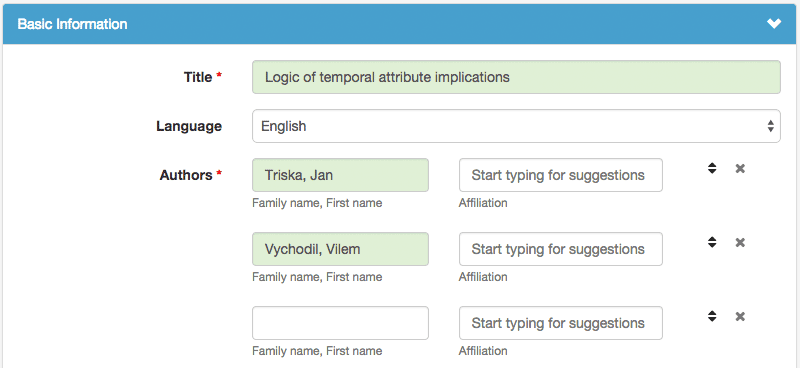 Basic Information
Title *
Logic of temporal attribute implications
Language
English
Authors *
Triska, Jan
Start typing for suggestions
Family name, First name
Affiliation
Vychodil, Vilem
Start typing for suggestions
Family name, First name
Affiliation
Start typing for suggestions
Family name, First name
Affiliation